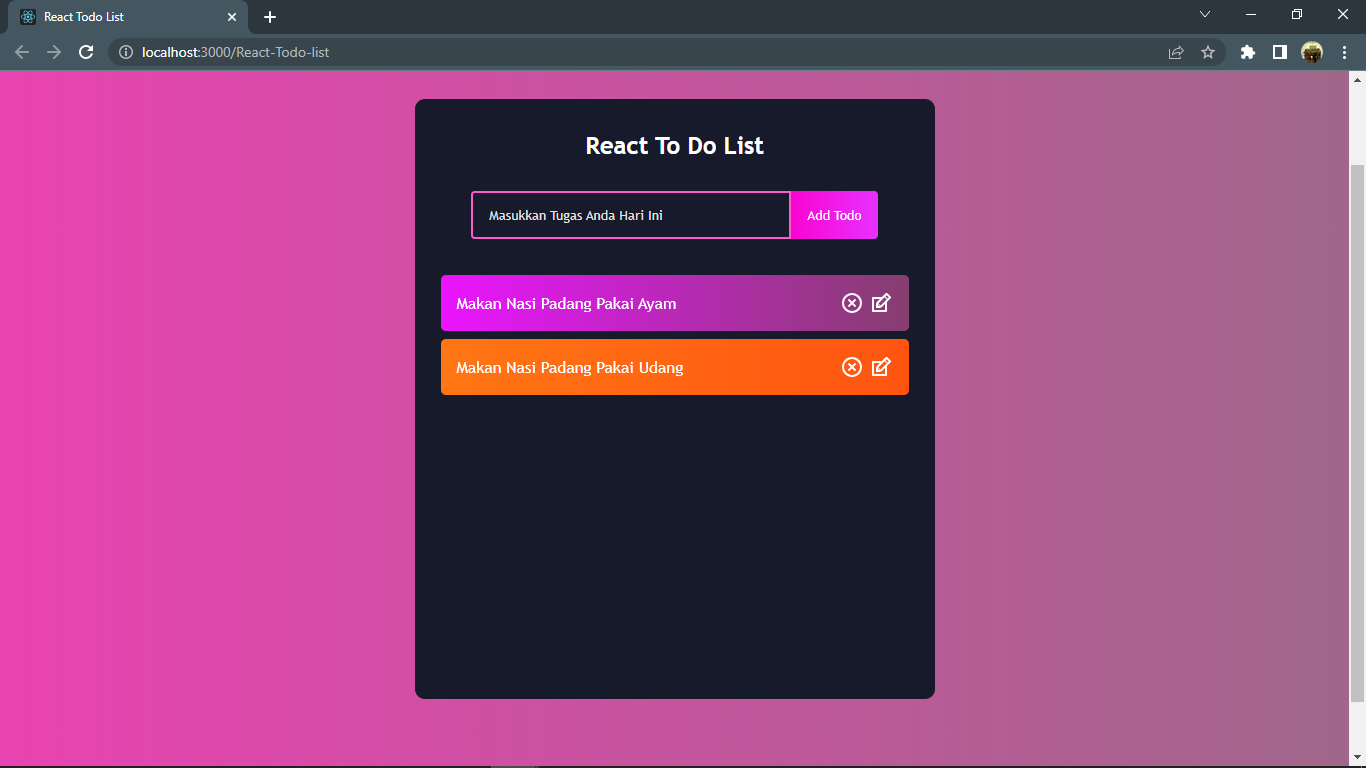 React Todo List
localhost:3000/React-Todo-list
React To Do List
Masukkan Tugas Anda Hari Ini
Add Todo
Makan Nasi Padang Pakai Ayam
Makan Nasi Padang Pakai Udang